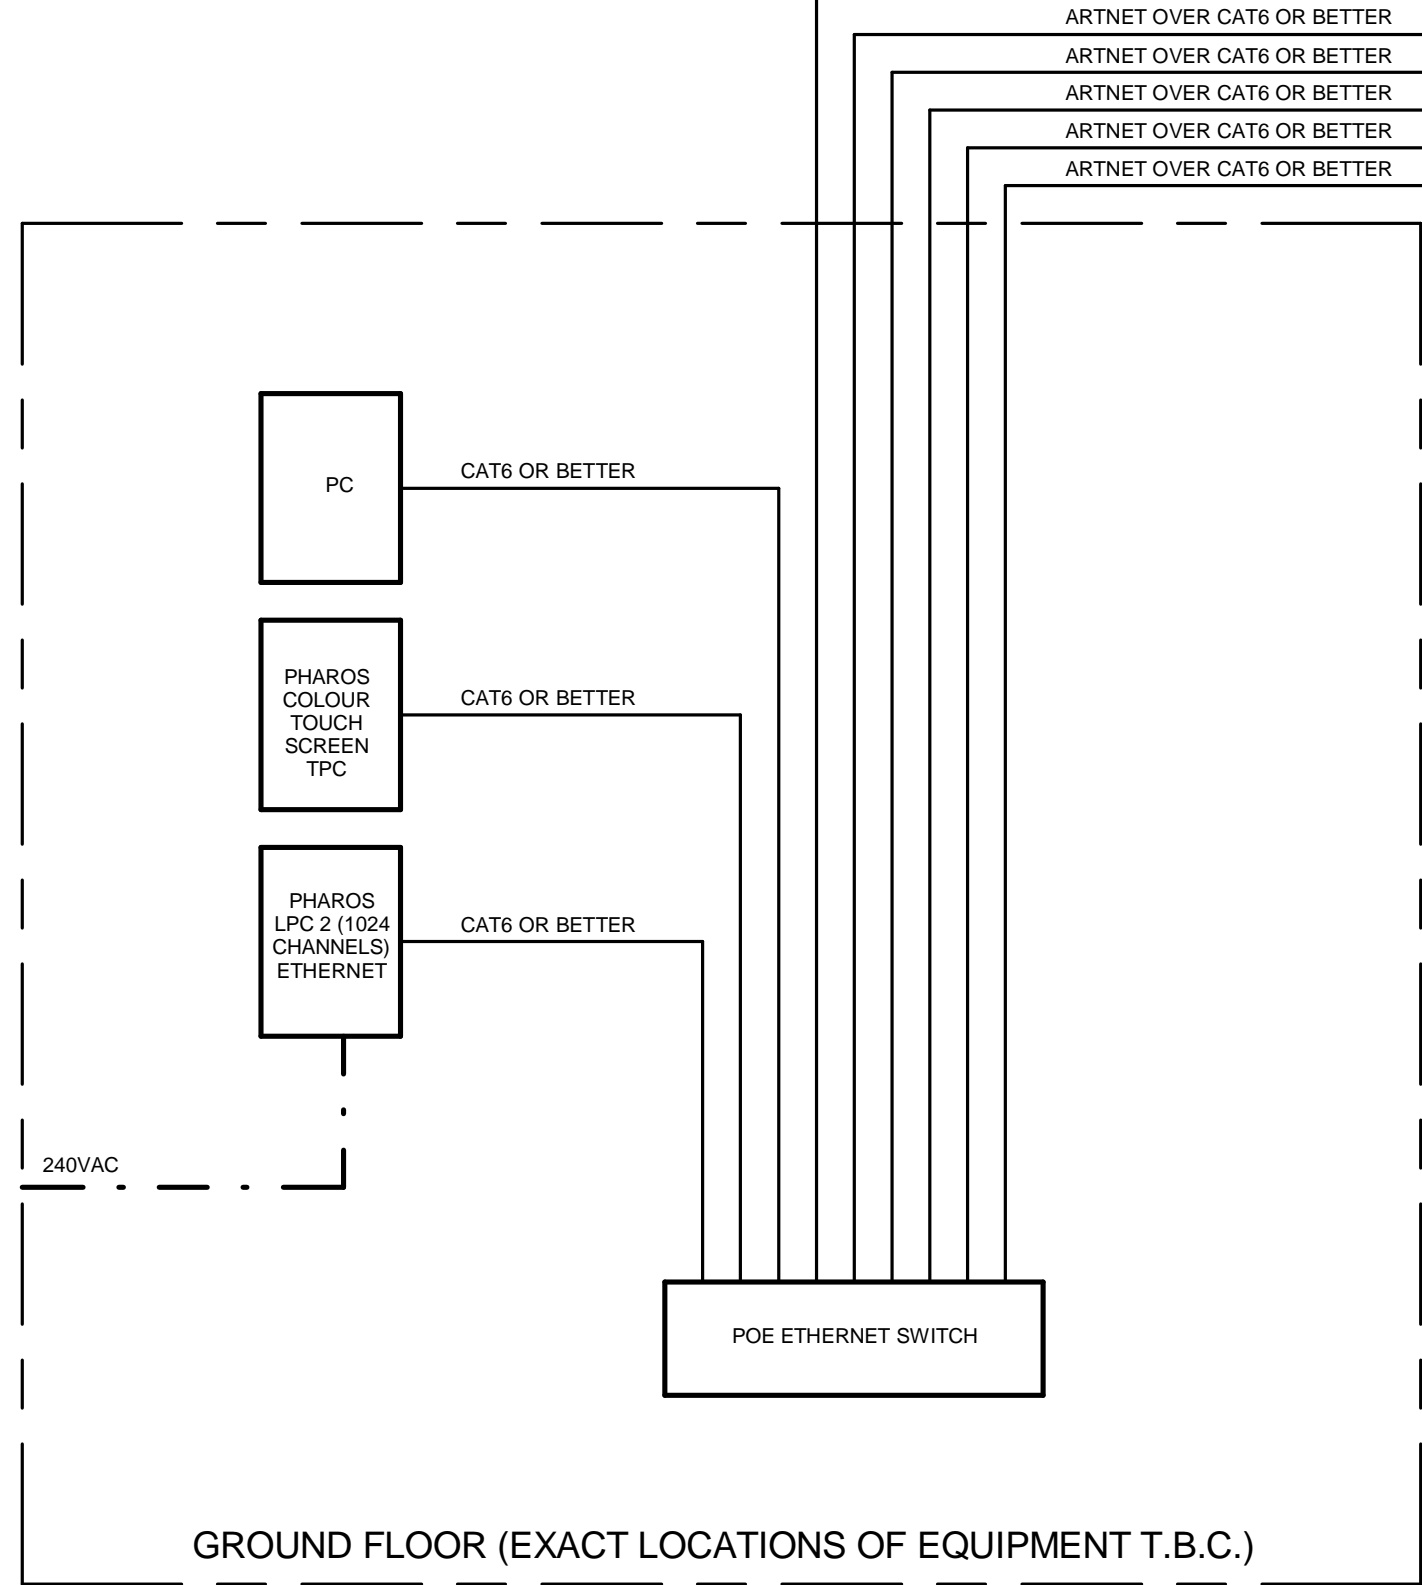 ARTNET OVER CAT6 OR BETTER
ARTNET OVER CAT6 OR BETTER
ARTNET OVER CAT6 OR BETTER
ARTNET OVER CAT6 OR BETTER
ARTNET OVER CAT6 OR BETTER
PC
CAT6 OR BETTER
PHAROS
COLOUR
TOUCH
SCREEN
TPC
CAT6 OR BETTER
PHAROS
LPC 2 (1024
CHANNELS)
ETHERNET
CAT6 OR BETTER
240VAC
POE ETHERNET SWITCH
GROUND FLOOR (EXACT LOCATIONS OF EQUIPMENT T.B.C.)